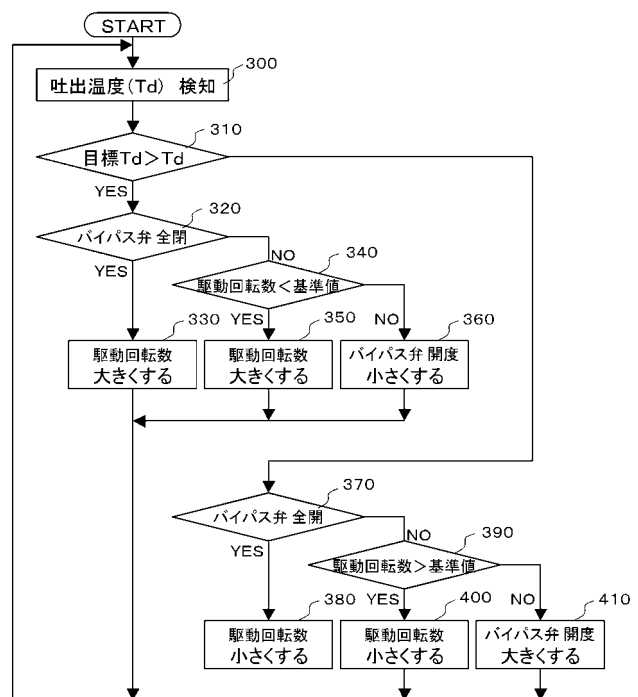 START
吐出温度(Td) 検知
300
310
目標Td>Td
YES
320
バイパス弁 全閉
NO
340
YES
駆動回転数<基準値
330
YES
350
NO
360
駆動回転数
大きくする
駆動回転数
大きくする
バイパス弁 開度
小さくする
370
バイパス弁 全開
NO
390
YES
駆動回転数>基準値
380
YES
400
NO
410
駆動回転数
小さくする
駆動回転数
小さくする
バイパス弁 開度
大きくする